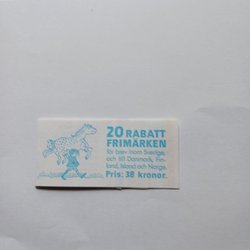 20 RABATT
FRIMÄRKEN
för brev inom Sverige,
och till Danmark, Fin-
land, Island och Norge.
Pris: 38 kronor.